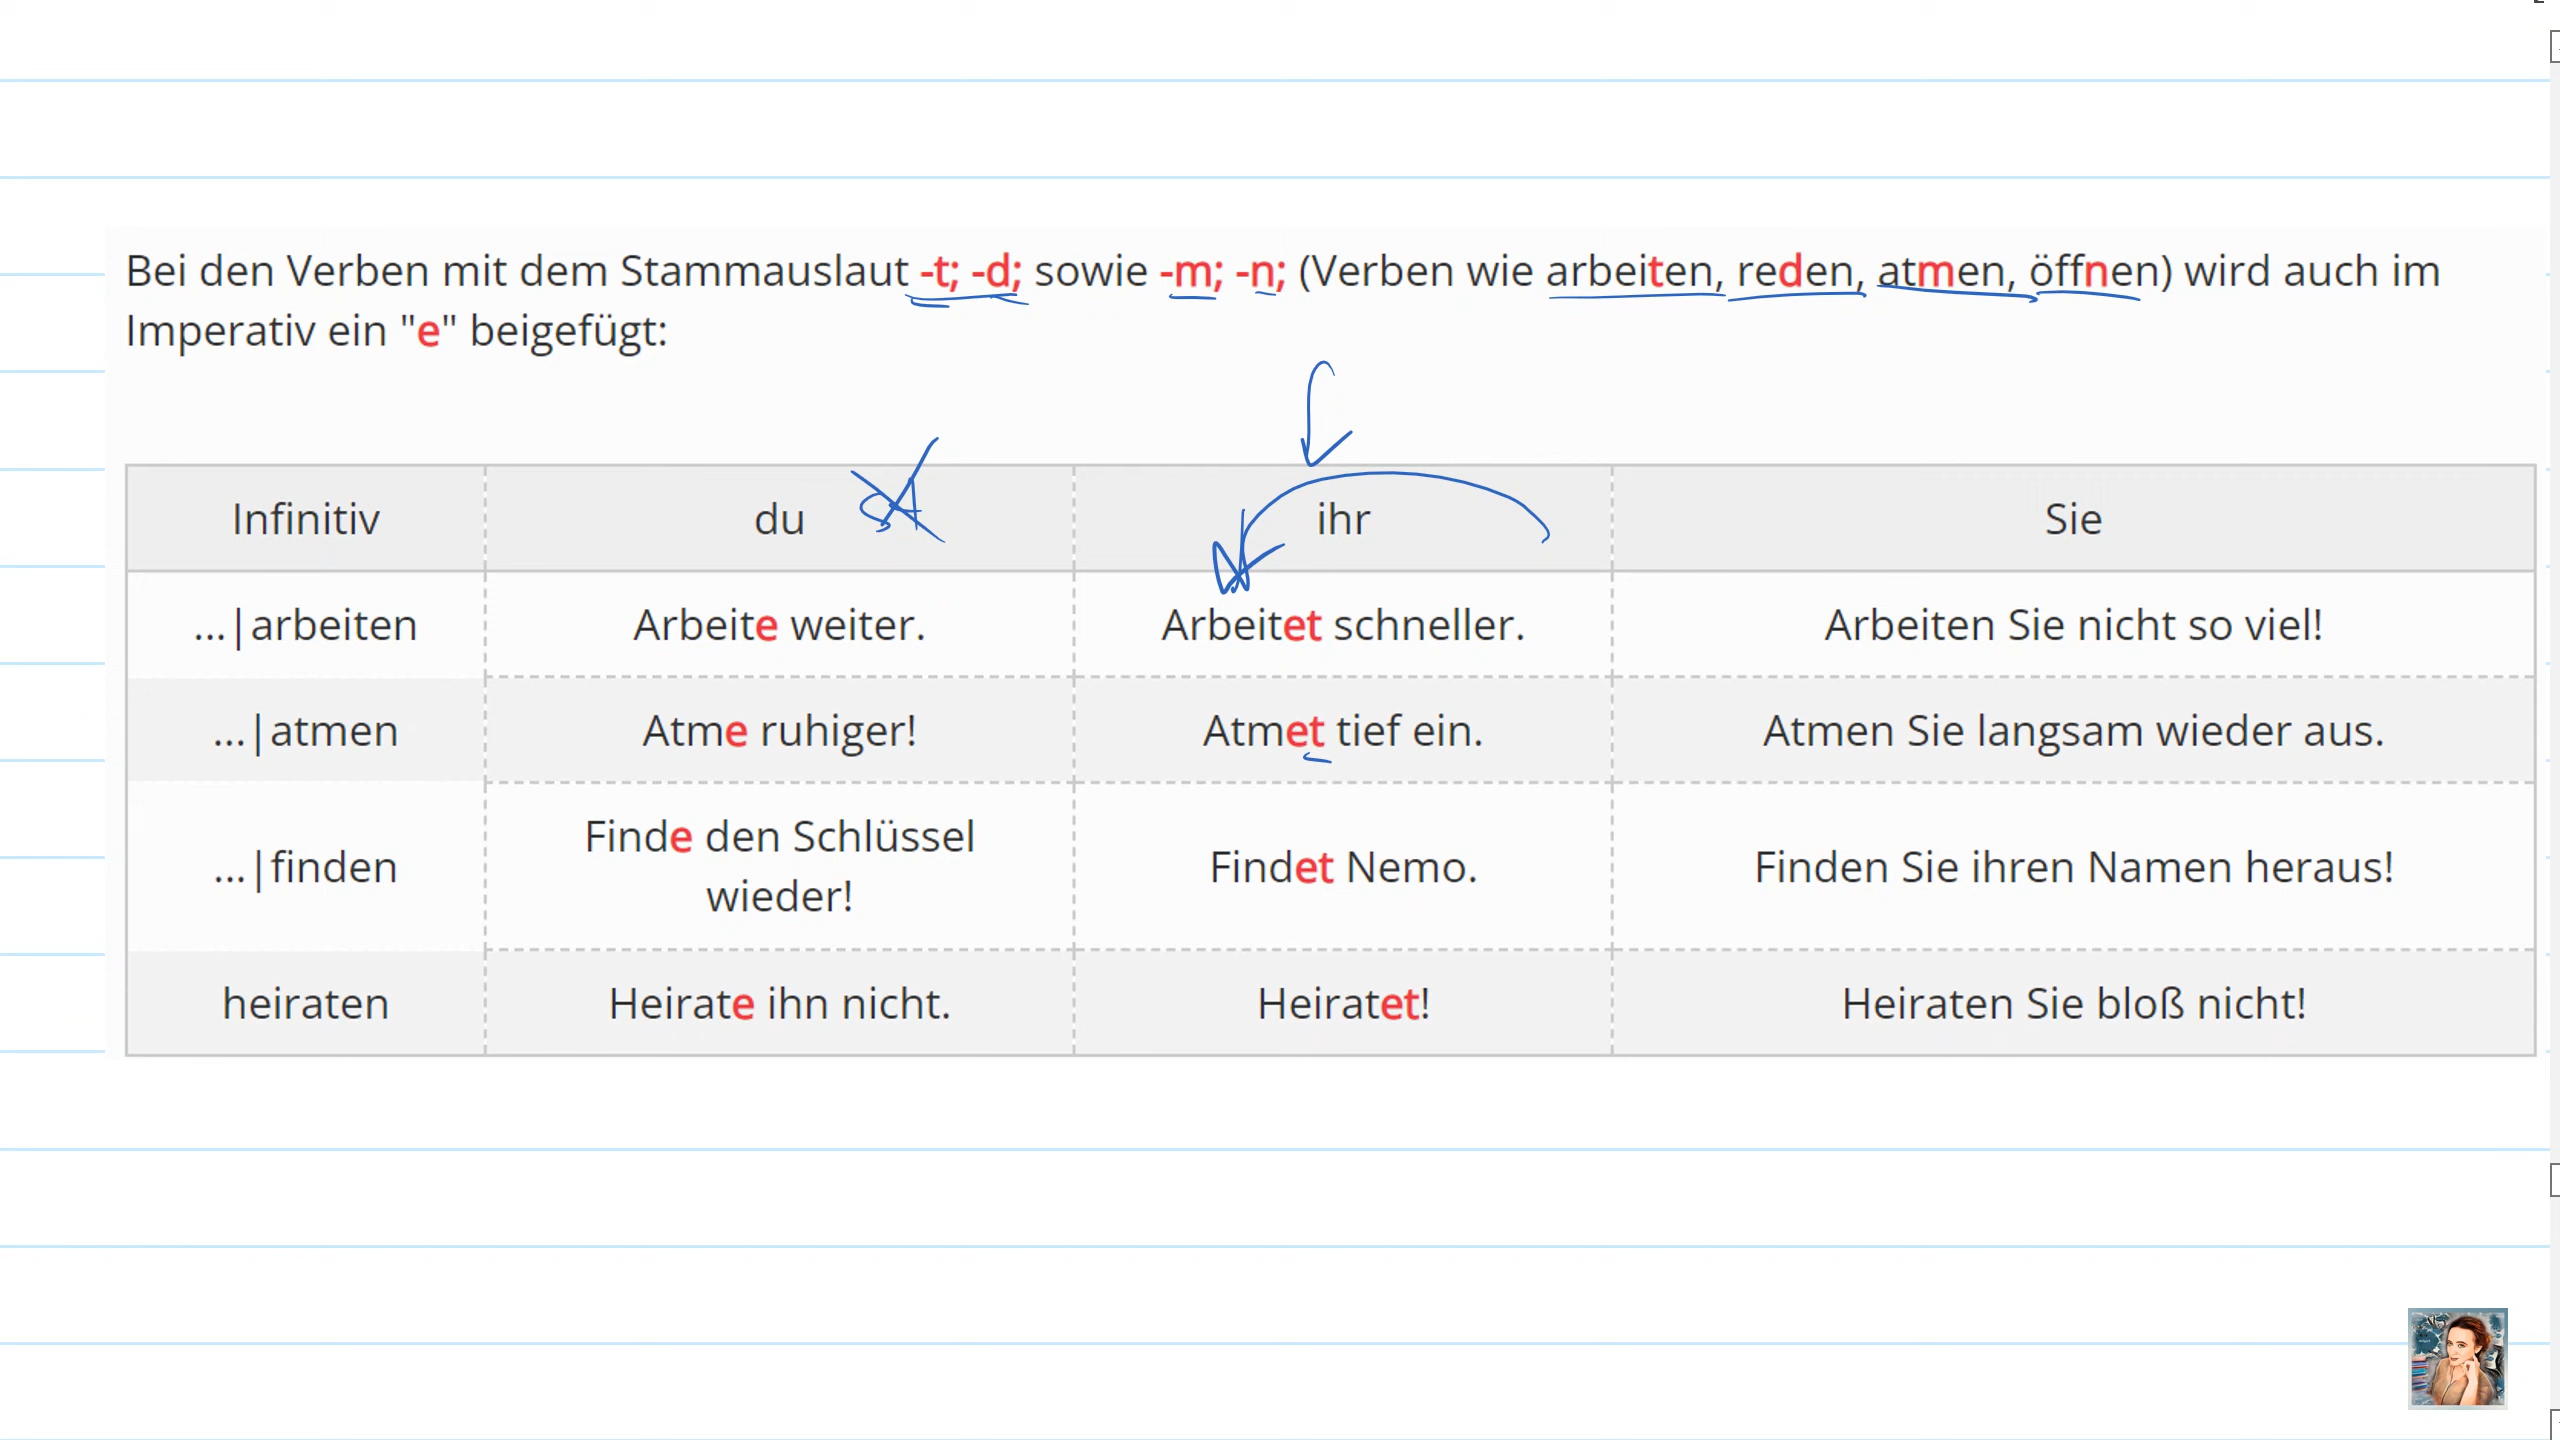 Bei den Verben mit dem Stammauslaut -t; -d; sowie -m; -n; (Verben wie arbeiten, reden, atmen, öffnen) wird auch im
Imperativ ein "e" beigefügt:
Infinitiv du st ihr Sie
...|arbeiten Arbeite weiter. Arbeitet schneller. Arbeiten Sie nicht so viel!
...|atmen Atme ruhiger! Atmet tief ein. Atmen Sie langsam wieder aus.
...|finden Finde den Schlüssel wieder! Findet Nemo. Finden Sie ihren Namen heraus!
heiraten Heirate ihn nicht. Heiratet! Heiraten Sie bloß nicht!